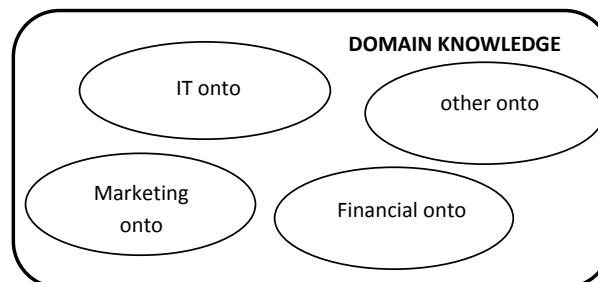 DOMAIN KNOWLEDGE
IT onto
other onto
Marketing
onto
Financial onto